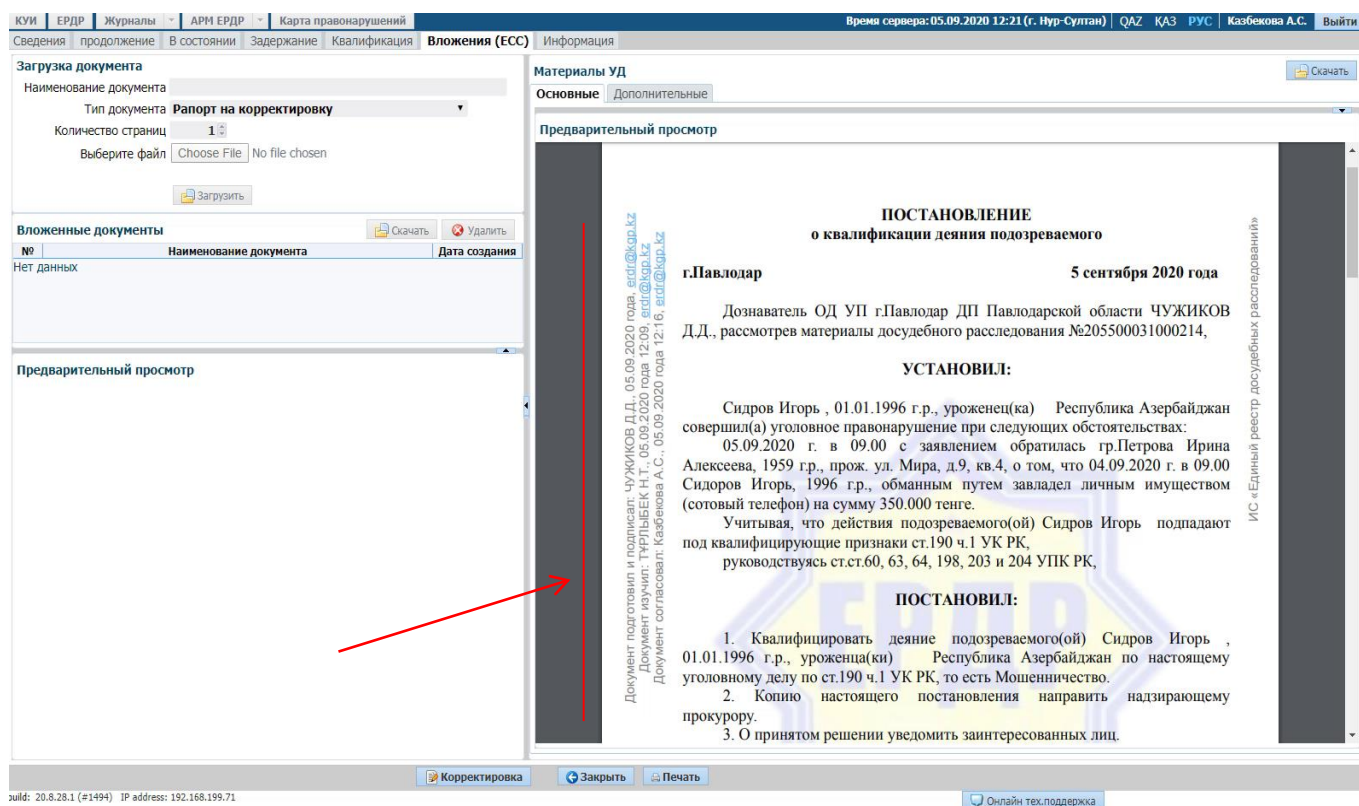 КУИ ЕРДР Журналы АРМ ЕРДР Карта правонарушений Время сервера: 05.09.2020 12:21 (г. Нур-Султан) QAZ ҚАЗ РУС Казбекова А.С. Выйти
Сведения продолжение В состоянии Задержание Квалификация Вложения (ЕСС) Информация
Загрузка документа
Наименование документа
Тип документа Рапорт на корректировку
Количество страниц 1
Выберите файл Choose File No file chosen
Загрузить
Вложенные документы Скачать Удалить
№ Наименование документа Дата создания
Нет данных
Предварительный просмотр
Материалы УД Скачать
Основные Дополнительные
Предварительный просмотр
Документ подготовил и подписал: ЧУЖИКОВ Д.Д., 05.09.2020 года, erdr@kgp.kz
Документ изучил: ТҰРЛЫБЕК Н.Т., 05.09.2020 года 12:09, erdr@kgp.kz
Документ согласовал: Казбекова А.С., 05.09.2020 года 12:16, erdr@kgp.kz
ПОСТАНОВЛЕНИЕ
о квалификации деяния подозреваемого
г.Павлодар 5 сентября 2020 года
Дознаватель ОД УП г.Павлодар ДП Павлодарской области ЧУЖИКОВ
Д.Д., рассмотрев материалы досудебного расследования №205500031000214,
УСТАНОВИЛ:
Сидров Игорь , 01.01.1996 г.р., уроженец(ка) Республика Азербайджан
совершил(а) уголовное правонарушение при следующих обстоятельствах:
05.09.2020 г. в 09.00 с заявлением обратилась гр.Петрова Ирина
Алексеева, 1959 г.р., прож. ул. Мира, д.9, кв.4, о том, что 04.09.2020 г. в 09.00
Сидоров Игорь, 1996 г.р., обманным путем завладел личным имуществом
(сотовый телефон) на сумму 350.000 тенге.
Учитывая, что действия подозреваемого(ой) Сидров Игорь подпадают
под квалифицирующие признаки ст.190 ч.1 УК РК,
руководствуясь ст.ст.60, 63, 64, 198, 203 и 204 УПК РК,
ПОСТАНОВИЛ:
1. Квалифицировать деяние подозреваемого(ой) Сидров Игорь ,
01.01.1996 г.р., уроженца(ки) Республика Азербайджан по настоящему
уголовному делу по ст.190 ч.1 УК РК, то есть Мошенничество.
2. Копию настоящего постановления направить надзирающему
прокурору.
3. О принятом решении уведомить заинтересованных лиц.
ИС «Единый реестр досудебных расследований»
ЕРДР
Корректировка Закрыть Печать
build: 20.8.28.1 (#1494) IP address: 192.168.199.71 Онлайн тех.поддержка